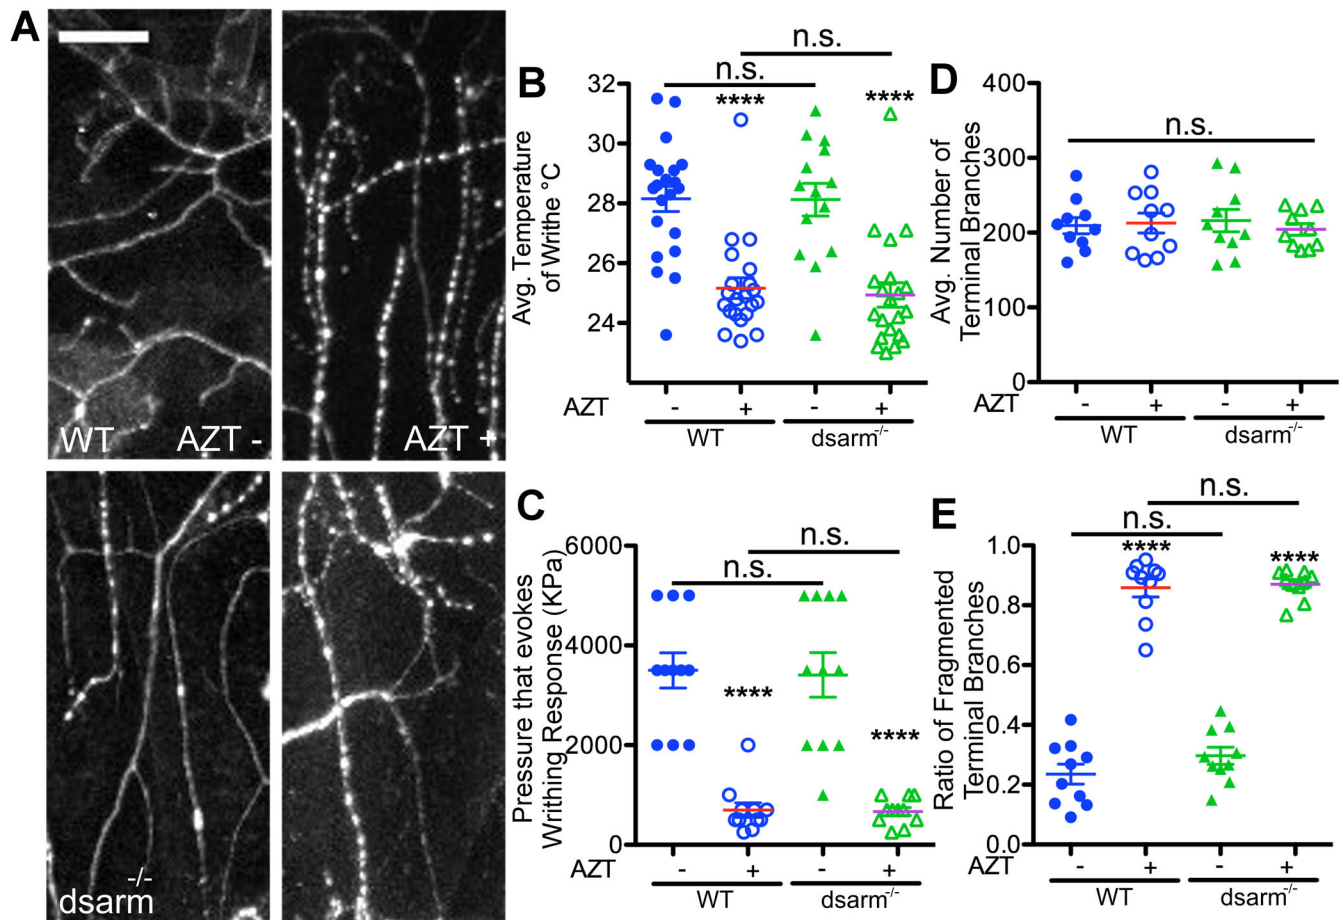 A
WT AZT -
AZT +
dsarm-/-
B
n.s.
n.s.
**** ****
Avg. Temperature
of Writhe °C
32
30
28
26
24
AZT - + - +
WT dsarm-/-
C
n.s.
n.s.
**** ****
Pressure that evokes
Writhing Response (KPa)
6000
4000
2000
0
AZT - + - +
WT dsarm-/-
D
n.s.
Avg. Number of
Terminal Branches
400
300
200
100
0
AZT - + - +
WT dsarm-/-
E
n.s.
n.s.
**** ****
Ratio of Fragmented
Terminal Branches
1.0
0.8
0.6
0.4
0.2
0.0
AZT - + - +
WT dsarm-/-